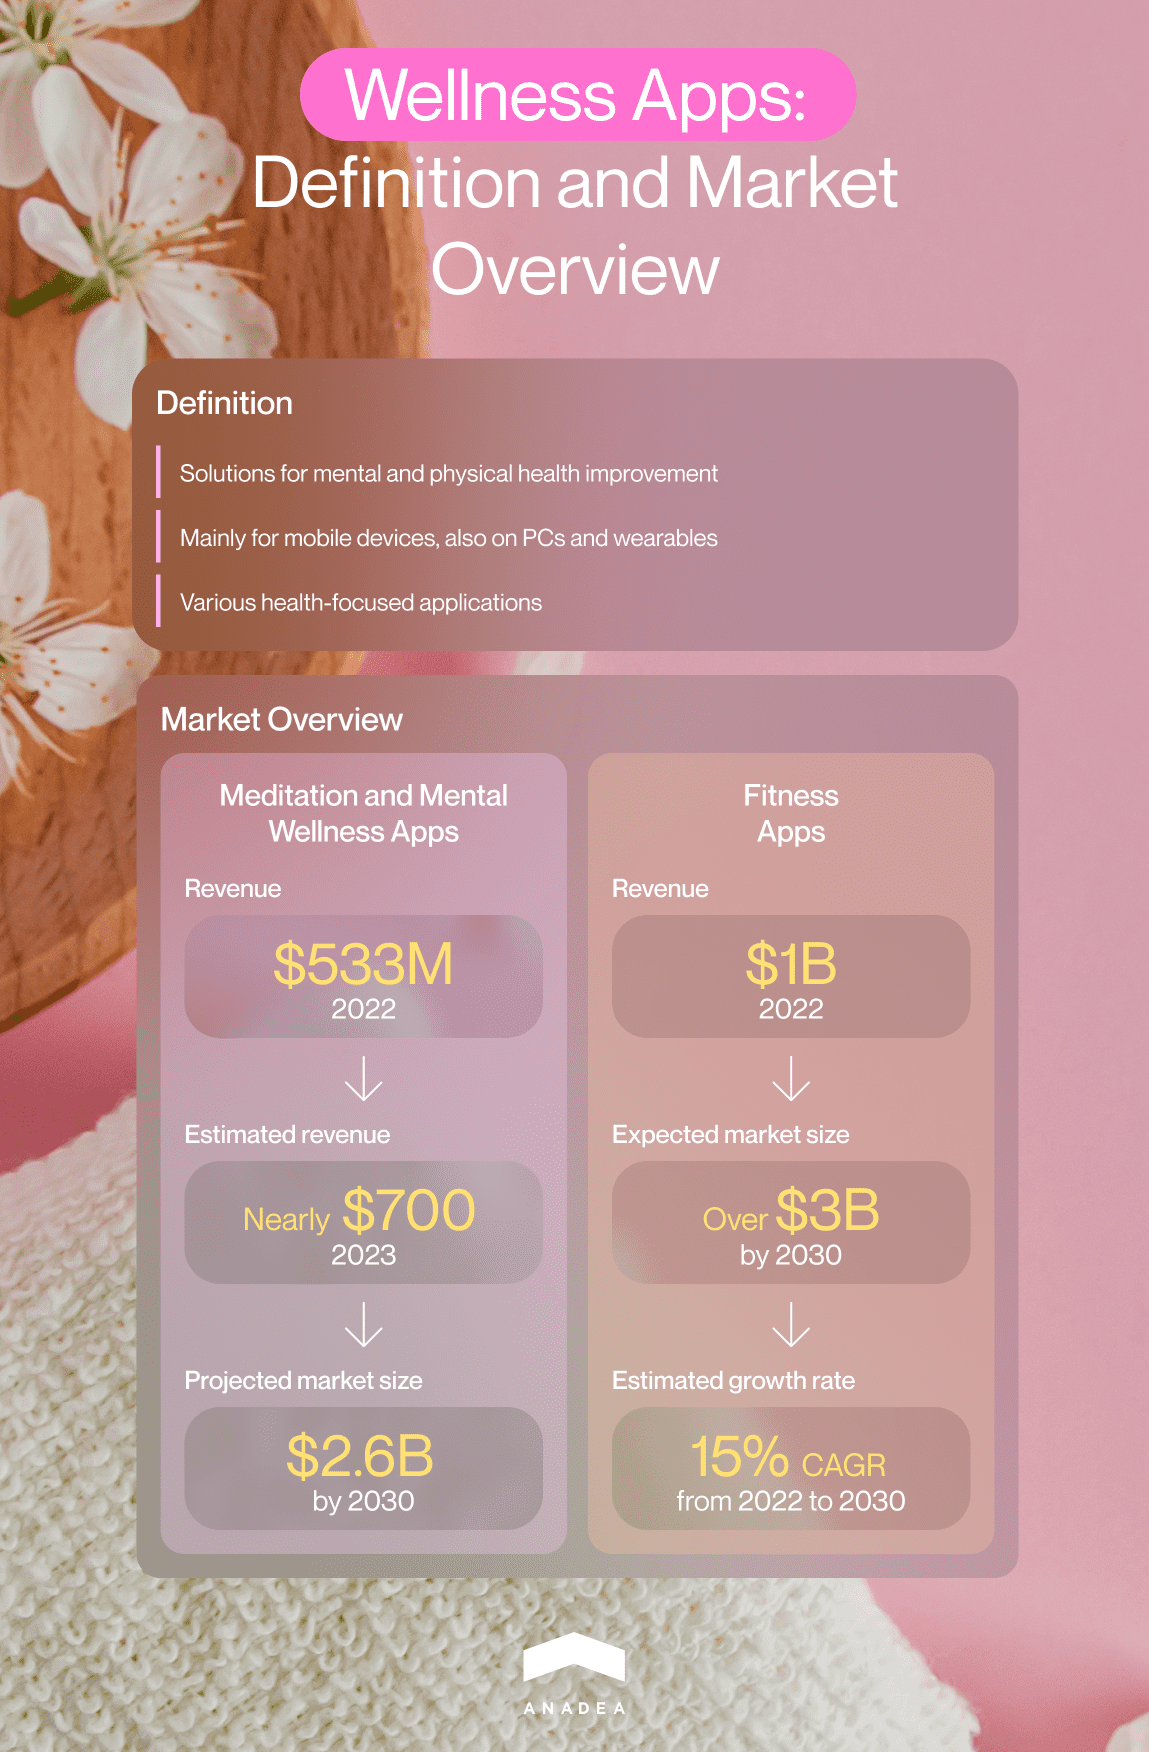 Wellness Apps:
Definition and Market
Overview
Definition
Solutions for mental and physical health improvement
Mainly for mobile devices, also on PCs and wearables
Various health-focused applications
Market Overview
Meditation and Mental
Wellness Apps
Revenue
$533M
2022
Estimated revenue
Nearly $700
2023
Projected market size
$2.6B
by 2030
Fitness
Apps
Revenue
$1B
2022
Expected market size
Over $3B
by 2030
Estimated growth rate
15% CAGR
from 2022 to 2030
ANADEA